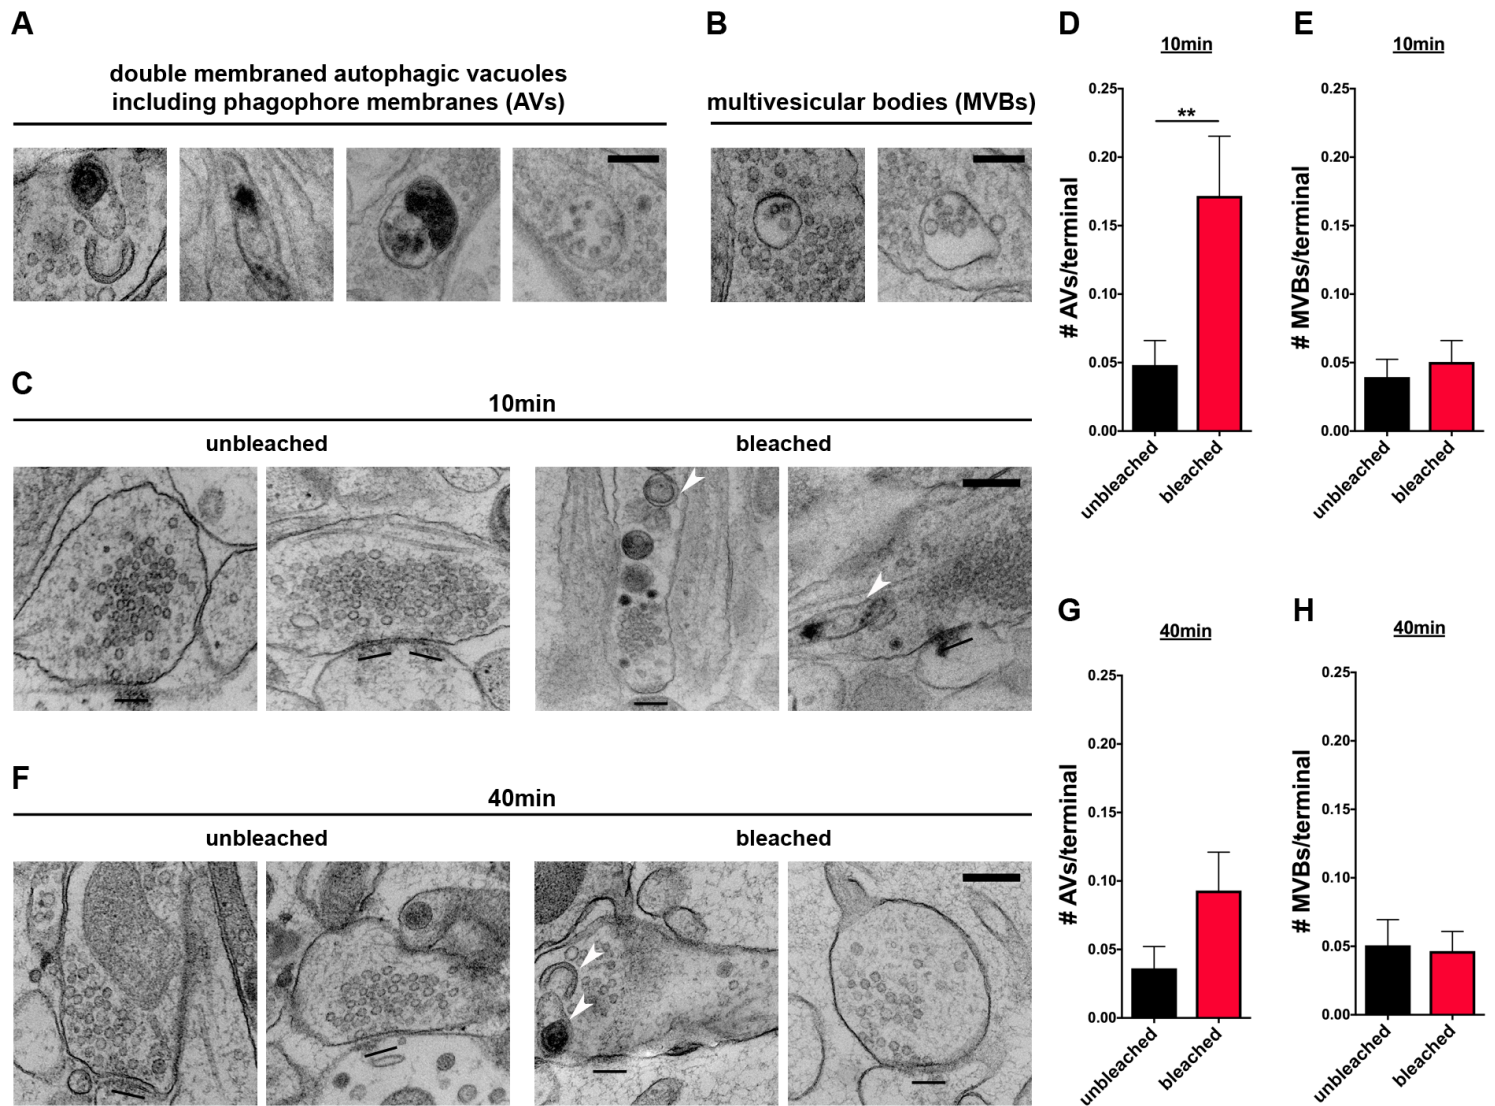 A
double membraned autophagic vacuoles
including phagophore membranes (AVs)
B
multivesicular bodies (MVBs)
C
10min
unbleached
bleached
F
40min
unbleached
bleached
D
10min
# AVs/terminal
0.25
0.20
0.15
0.10
0.05
0.00
**
unbleached
bleached
E
10min
# MVBs/terminal
0.25
0.20
0.15
0.10
0.05
0.00
unbleached
bleached
G
40min
# AVs/terminal
0.25
0.20
0.15
0.10
0.05
0.00
unbleached
bleached
H
40min
# MVBs/terminal
0.25
0.20
0.15
0.10
0.05
0.00
unbleached
bleached